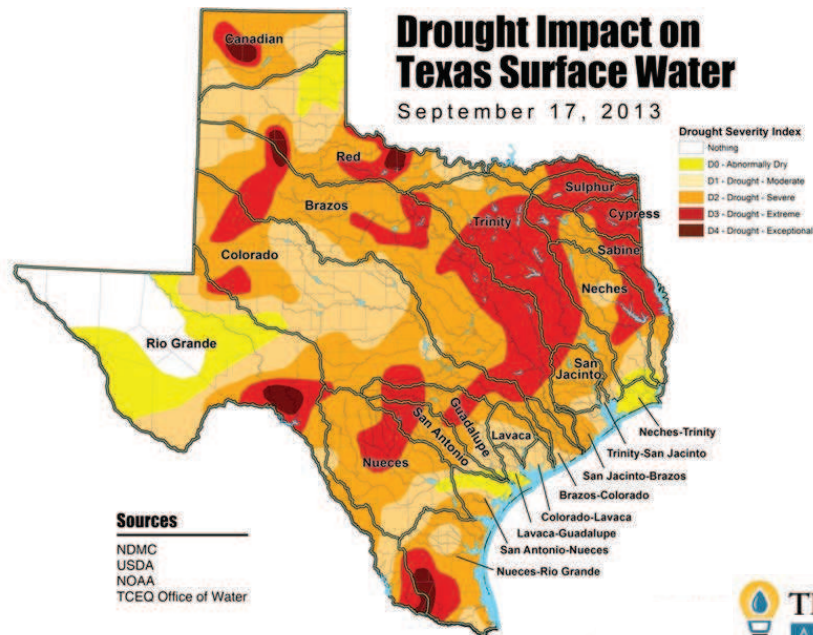 Drought Impact on
Texas Surface Water
September 17, 2013
Drought Severity Index
Nothing
D0 - Abnormally Dry
D1 - Drought - Moderate
D2 - Drought - Severe
D3 - Drought - Extreme
D4 - Drought - Exceptional
Canadian
Red
Sulphur
Cypress
Brazos
Trinity
Sabine
Colorado
Neches
Rio Grande
San
Jacinto
Guadalupe
San Antonio
Lavaca
Nueces
Neches-Trinity
Trinity-San Jacinto
San Jacinto-Brazos
Brazos-Colorado
Colorado-Lavaca
Lavaca-Guadalupe
San Antonio-Nueces
Nueces-Rio Grande
Sources
NDMC
USDA
NOAA
TCEQ Office of Water